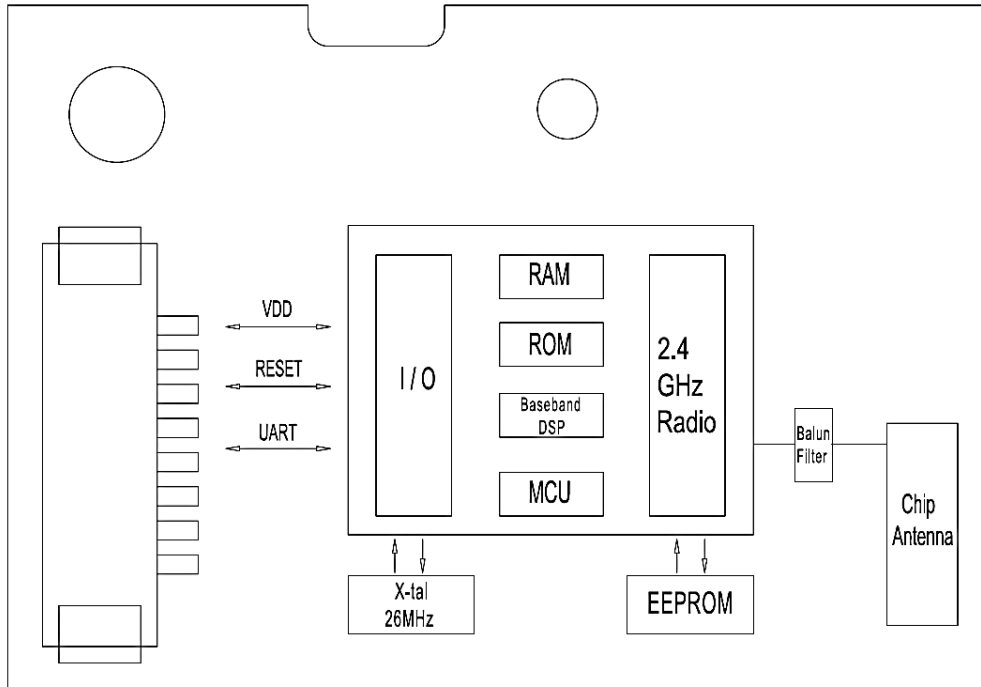 VDD
RESET
UART
I/O
RAM
ROM
Baseband
DSP
MCU
2.4
GHz
Radio
Balun
Filter
Chip
Antenna
X-tal
26MHz
EEPROM